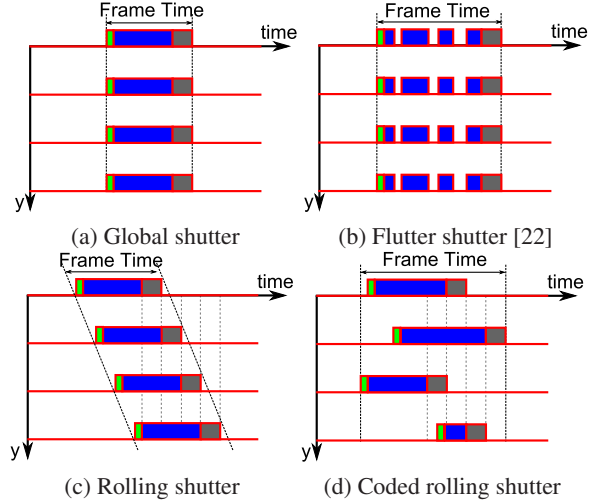 Frame Time
time
y
(a) Global shutter
Frame Time
time
y
(b) Flutter shutter [22]
Frame Time
time
y
(c) Rolling shutter
Frame Time
time
y
(d) Coded rolling shutter